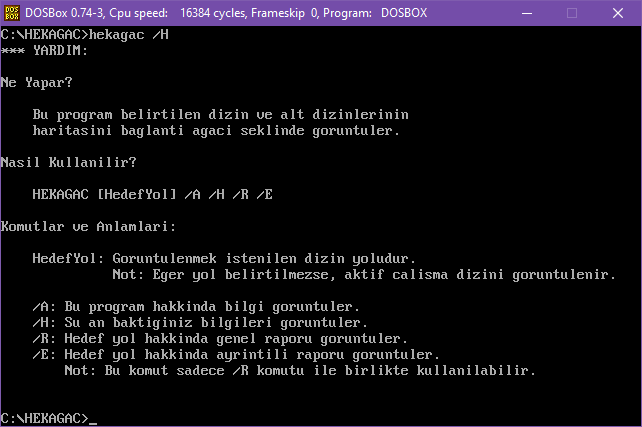 DOS
BOX
DOSBox 0.74-3, Cpu speed: 16384 cycles, Frameskip 0, Program: DOSBOX
C:\HEKAGAC>hekagac /H
*** YARDIM:
Ne Yapar?
Bu program belirtilen dizin ve alt dizinlerinin
haritasini baglanti agaci seklinde goruntuler.
Nasil Kullanilir?
HEKAGAC [HedefYol] /A /H /R /E
Komutlar ve Anlamlari:
HedefYol: Goruntulenmek istenilen dizin yoludur.
Not: Eger yol belirtilmezse, aktif calisma dizini goruntulenir.
/A: Bu program hakkinda bilgi goruntuler.
/H: Su an baktiginiz bilgileri goruntuler.
/R: Hedef yol hakkinda genel raporu goruntuler.
/E: Hedef yol hakkinda ayrintili raporu goruntuler.
Not: Bu komut sadece /R komutu ile birlikte kullanilabilir.
C:\HEKAGAC>_